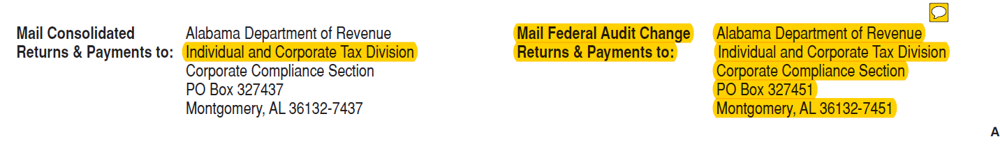 Mail Consolidated
Returns & Payments to:
Alabama Department of Revenue
Individual and Corporate Tax Division
Corporate Compliance Section
PO Box 327437
Montgomery, AL 36132-7437
Mail Federal Audit Change
Returns & Payments to:
Alabama Department of Revenue
Individual and Corporate Tax Division
Corporate Compliance Section
PO Box 327451
Montgomery, AL 36132-7451
A